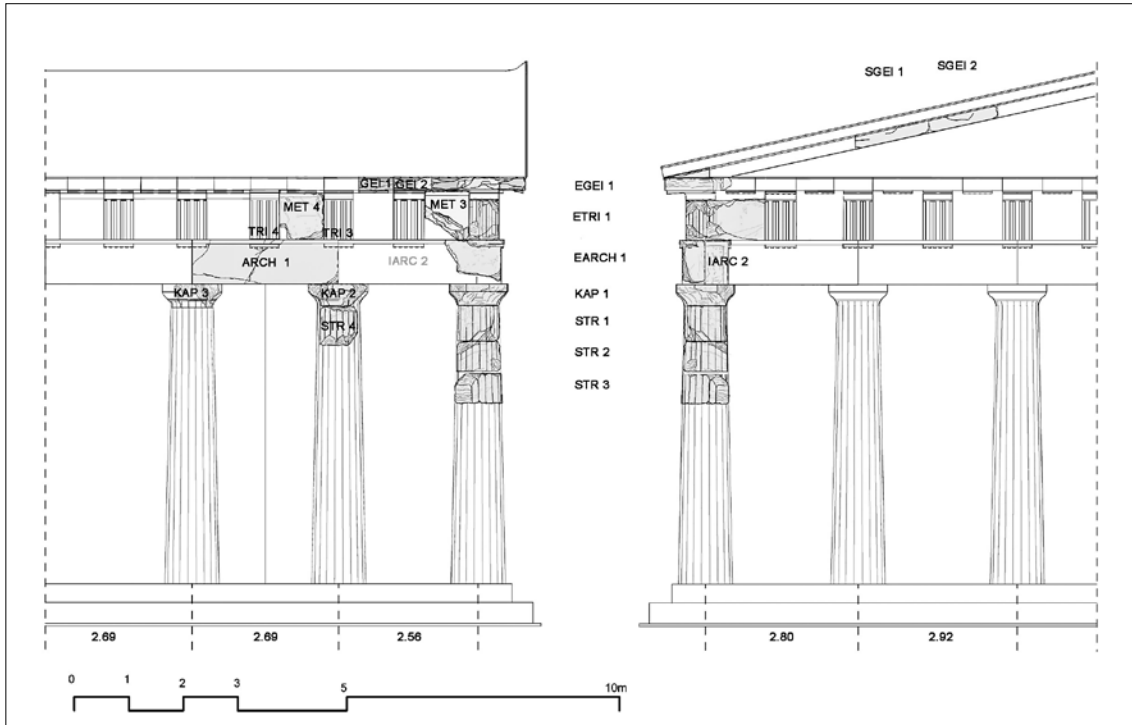 SGEI 1 SGEI 2
GEI 1 GEI 2 EGEI 1
MET 4 MET 3 ETRI 1
TRI 4 TRI 3
ARCH 1 IARC 2 EARCH 1 IARC 2
KAP 3 KAP 2 KAP 1
STR 4 STR 1
STR 2
STR 3
2.69 2.69 2.56 2.80 2.92
0 1 2 3 5 10m